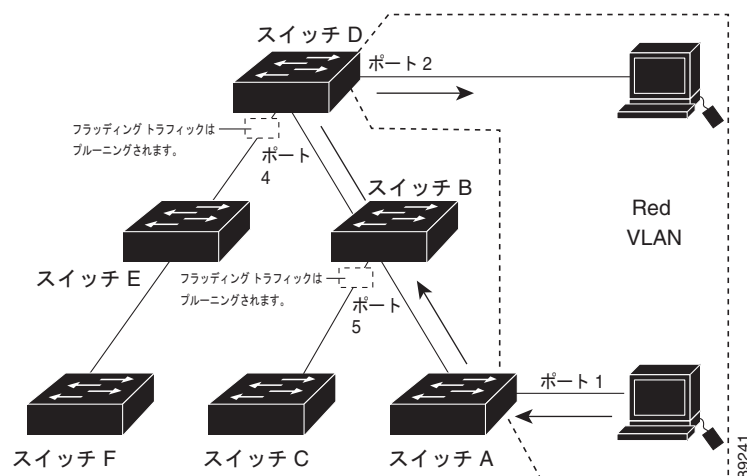 スイッチ D
ポート 2
フラッディング トラフィックは
プルーニングされます。
ポート
4
スイッチ B
Red
VLAN
スイッチ E
フラッディング トラフィックは
プルーニングされます。
ポート
5
ポート 1
スイッチ F
スイッチ C
スイッチ A
89241